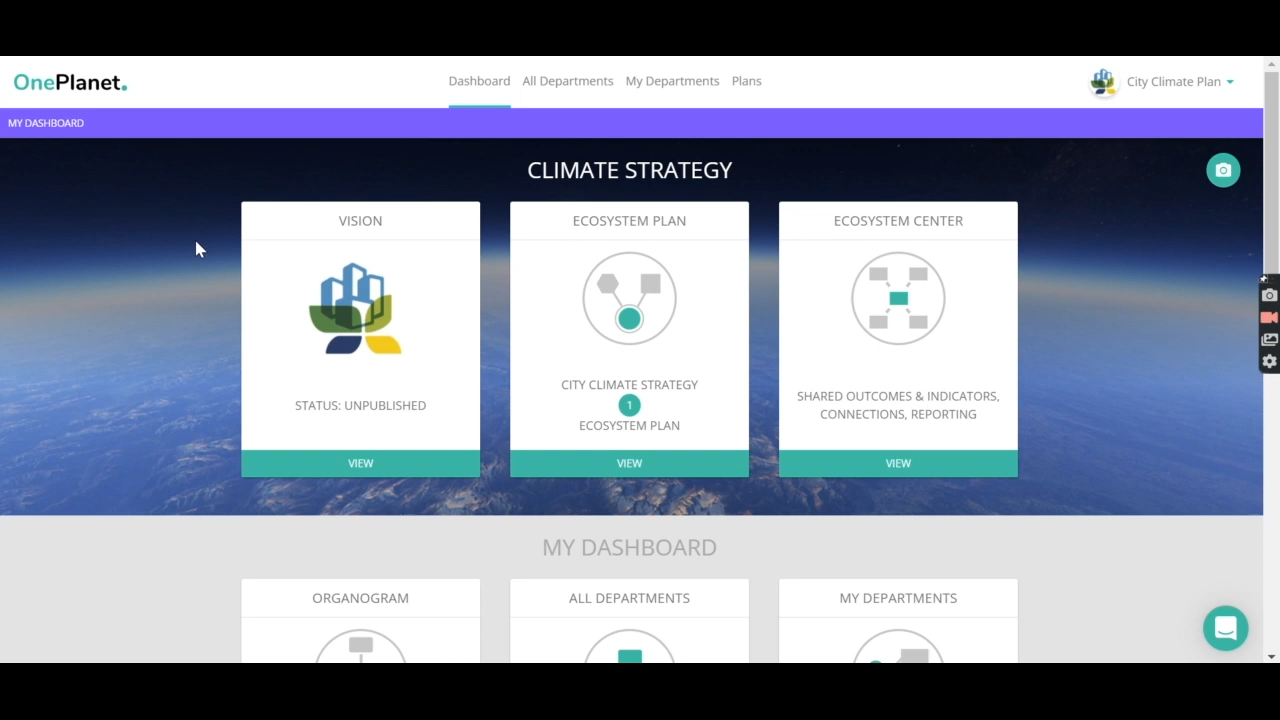 OnePlanet.
Dashboard All Departments My Departments Plans
City Climate Plan
MY DASHBOARD
CLIMATE STRATEGY
VISION
STATUS: UNPUBLISHED
VIEW
ECOSYSTEM PLAN
CITY CLIMATE STRATEGY
1
ECOSYSTEM PLAN
VIEW
ECOSYSTEM CENTER
SHARED OUTCOMES & INDICATORS,
CONNECTIONS, REPORTING
VIEW
MY DASHBOARD
ORGANOGRAM
ALL DEPARTMENTS
MY DEPARTMENTS